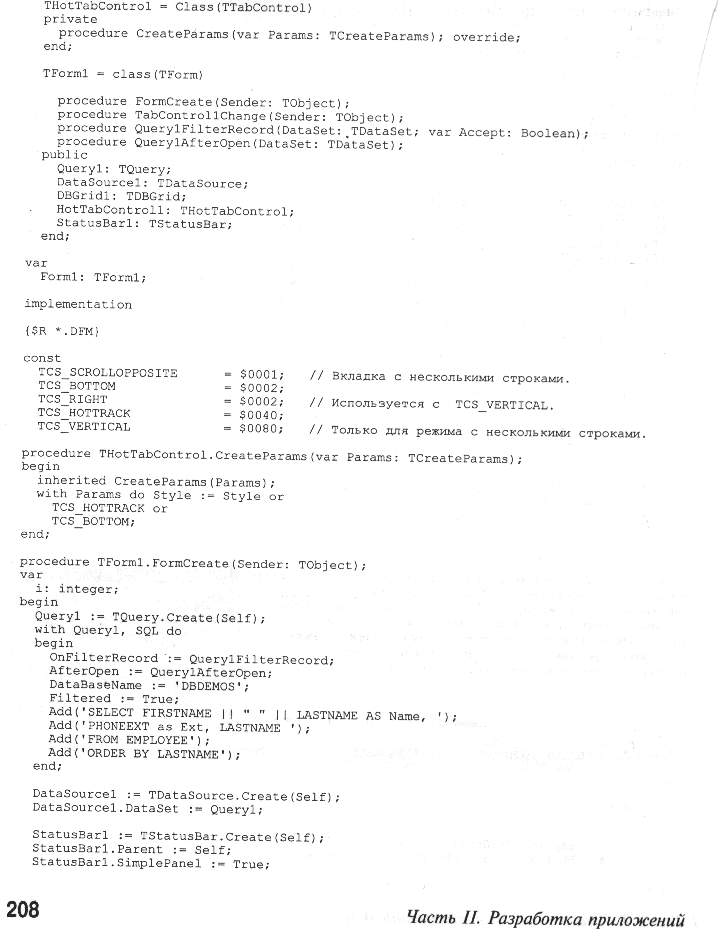 THotTabControl = Class(TTabControl)
private
procedure CreateParams(var Params: TCreateParams); override;
end;
TForm1 = class(TForm)
procedure FormCreate(Sender: TObject);
procedure TabControl1Change(Sender: TObject);
procedure Query1FilterRecord(DataSet: TDataSet; var Accept: Boolean);
procedure Query1AfterOpen(DataSet: TDataSet);
public
Query1: TQuery;
DataSource1: TDataSource;
DBGrid1: TDBGrid;
HotTabControl1: THotTabControl;
StatusBar1: TStatusBar;
end;
var
Form1: TForm1;
implementation
{$R *.DFM}
const
TCS_SCROLLOPPOSITE = $0001; // Вкладка с несколькими строками.
TCS_BOTTOM = $0002;
TCS_RIGHT = $0002; // Используется с TCS_VERTICAL.
TCS_HOTTRACK = $0040;
TCS_VERTICAL = $0080; // Только для режима с несколькими строками.
procedure THotTabControl.CreateParams(var Params: TCreateParams);
begin
inherited CreateParams(Params);
with Params do Style := Style or
TCS_HOTTRACK or
TCS_BOTTOM;
end;
procedure TForm1.FormCreate(Sender: TObject);
var
i: integer;
begin
Query1 := TQuery.Create(Self);
with Query1, SQL do
begin
OnFilterRecord := Query1FilterRecord;
AfterOpen := Query1AfterOpen;
DataBaseName := 'DBDEMOS';
Filtered := True;
Add('SELECT FIRSTNAME || " " || LASTNAME AS Name, ');
Add('PHONEEXT as Ext, LASTNAME ');
Add('FROM EMPLOYEE');
Add('ORDER BY LASTNAME');
end;
DataSource1 := TDataSource.Create(Self);
DataSource1.DataSet := Query1;
StatusBar1 := TStatusBar.Create(Self);
StatusBar1.Parent := Self;
StatusBar1.SimplePanel := True;
208
Часть II. Разработка приложений